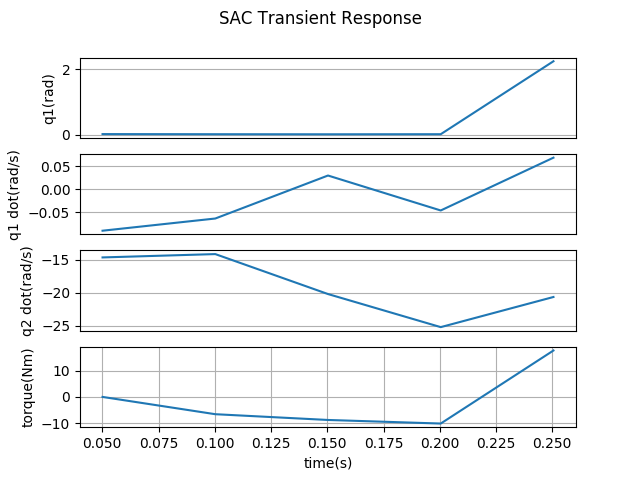 SAC Transient Response
2
0
q1(rad)
0.05
0.00
−0.05
q1 dot(rad/s)
−15
−20
−25
q2 dot(rad/s)
10
0
−10
torque(Nm)
0.050 0.075 0.100 0.125 0.150 0.175 0.200 0.225 0.250
time(s)